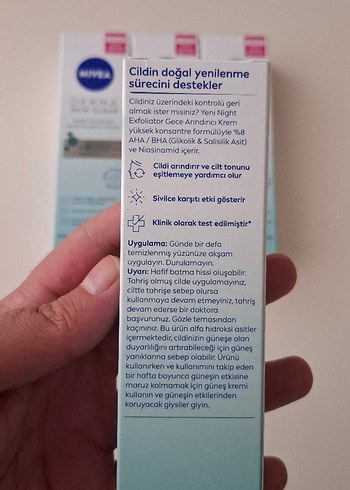 NIVEA
DERMA
SKIN CLEAR
Cildin doğal yenilenme
sürecini destekler
Cildiniz üzerindeki kontrolü geri
almak ister misiniz? Yeni Night
Exfoliator Gece Arındırıcı Krem
yüksek konsantre formülüyle %8
AHA / BHA (Glikolik & Salisilik Asit)
ve Niasinamid içerir.
Cildi arındırır ve cilt tonunu
eşitlemeye yardımcı olur
Sivilce karşıtı etki gösterir
Klinik olarak test edilmiştir*
Uygulama: Günde bir defa
temizlenmiş yüzünüze akşam
uygulayın. Durulamayın.
Uyarı: Hafif batma hissi oluşabilir.
Tahriş olmuş cilde uygulamayınız,
ciltte tahrişe sebep olursa
kullanmaya devam etmeyiniz, tahriş
devam ederse bir doktora
başvurunuz. Gözle temasından
kaçınınız. Bu ürün alfa hidroksi asitler
içermektedir, cildinizin güneşe olan
duyarlılığını artırabileceği için güneş
yanıklarına sebep olabilir. Ürünü
kullanırken ve kullanımını takip eden
bir hafta boyunca güneşin etkisine
maruz kalmamak için güneş kremi
kullanın ve güneşin etkilerinden
koruyacak giysiler giyin.